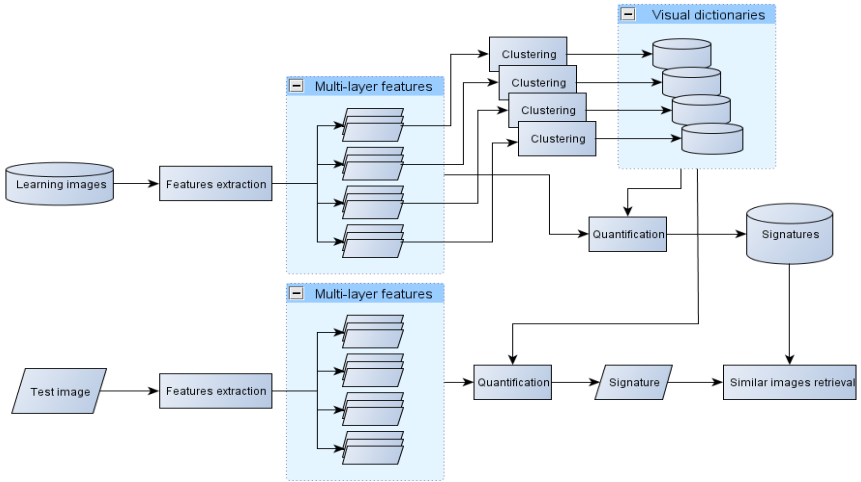 Visual dictionaries
Clustering
Clustering
Clustering
Clustering
Multi-layer features
Learning images
Features extraction
Quantification
Signatures
Multi-layer features
Test image
Features extraction
Quantification
Signature
Similar images retrieval